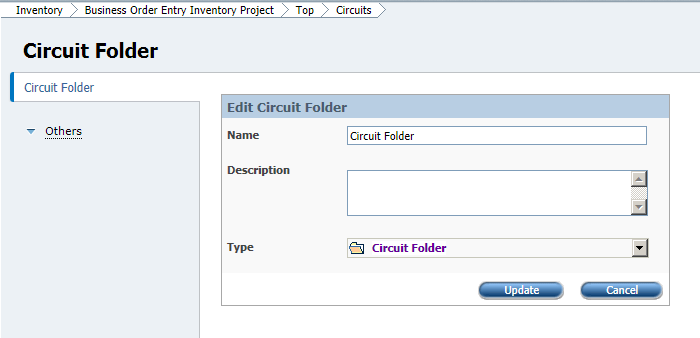 Inventory Business Order Entry Inventory Project Top Circuits
Circuit Folder
Circuit Folder
Others
Edit Circuit Folder
Name Circuit Folder
Description
Type Circuit Folder
Update Cancel